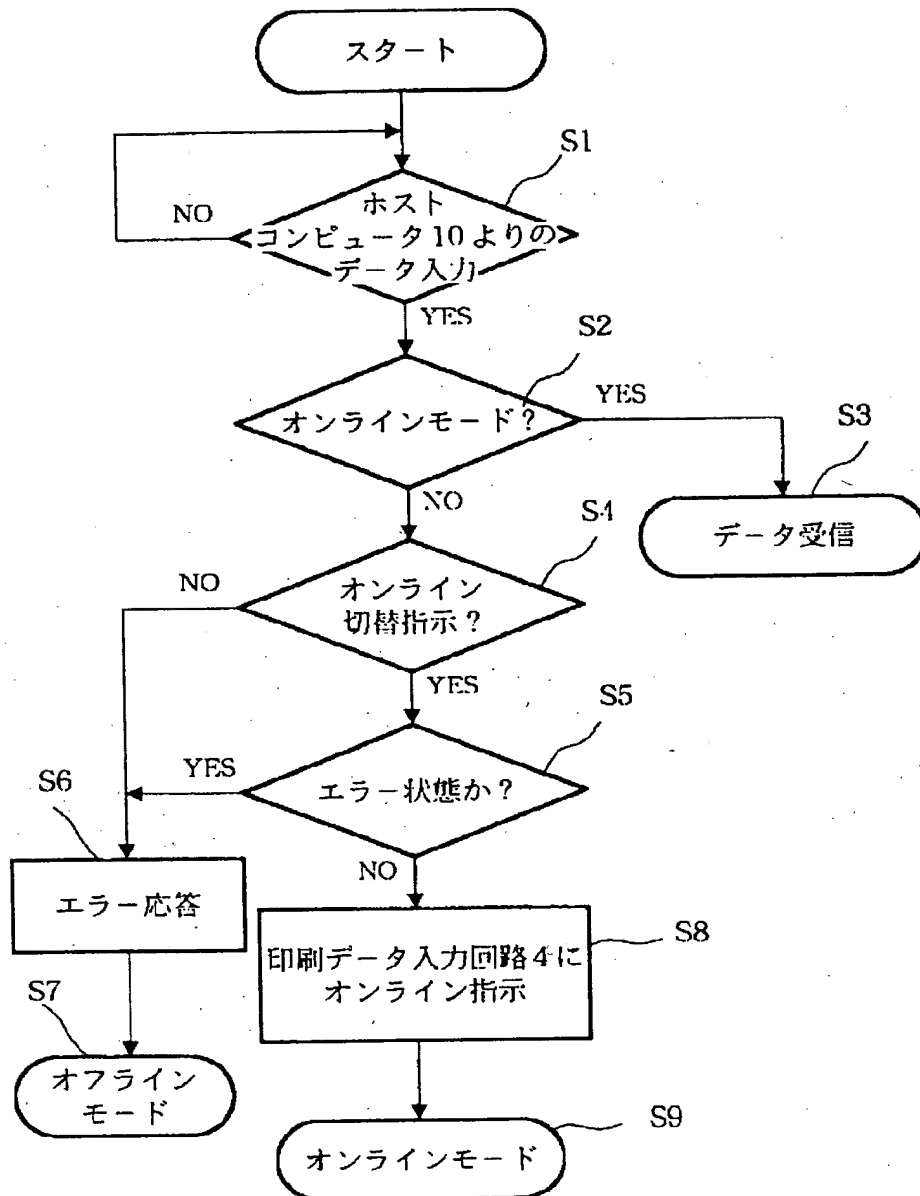 スタート
S1
NO
ホスト
コンピュータ10よりの
データ入力
YES
S2
オンラインモード?
YES
S3
データ受信
NO
S4
NO
オンライン
切替指示?
YES
S5
YES
エラー状態か?
S6
NO
エラー応答
S8
印刷データ入力回路4に
オンライン指示
S7
オフライン
モード
S9
オンラインモード